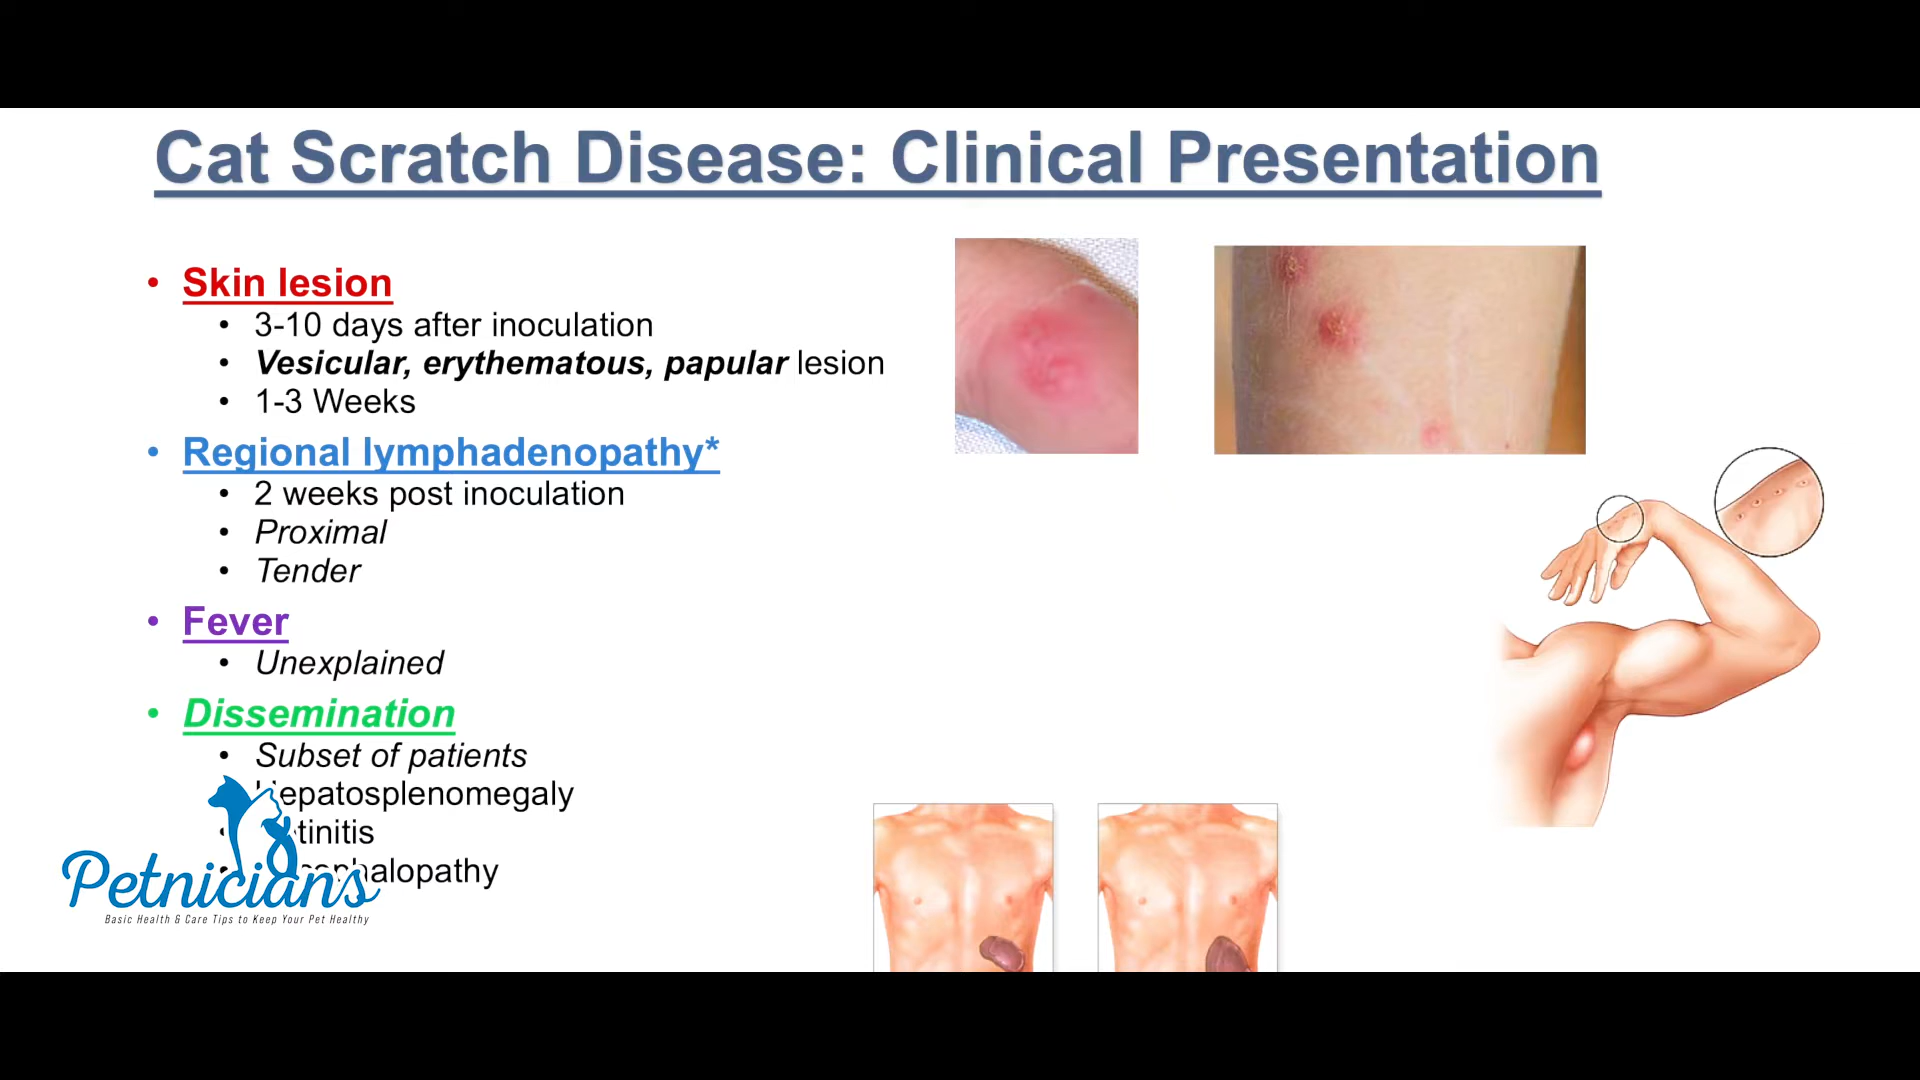 Cat Scratch Disease: Clinical Presentation
• Skin lesion
• 3-10 days after inoculation
• Vesicular, erythematous, papular lesion
• 1-3 Weeks
• Regional lymphadenopathy*
• 2 weeks post inoculation
• Proximal
• Tender
• Fever
• Unexplained
• Dissemination
• Subset of patients
Hepatosplenomegaly
tinitis
alopathy
Petnicians
Basic Health & Care Tips to Keep Your Pet Healthy